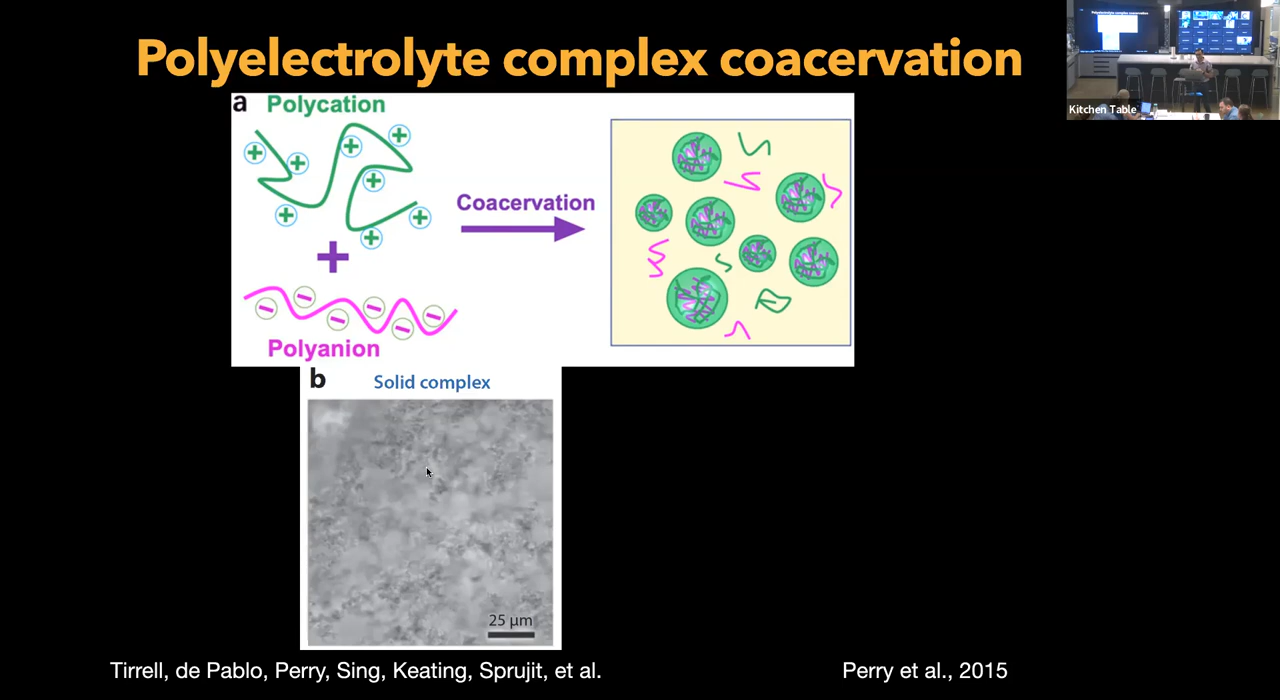 Polyelectrolyte complex coacervation
a Polycation
Coacervation
Polyanion
b Solid complex
25 μm
Tirrell, de Pablo, Perry, Sing, Keating, Sprujit, et al.
Perry et al., 2015
Kitchen Table